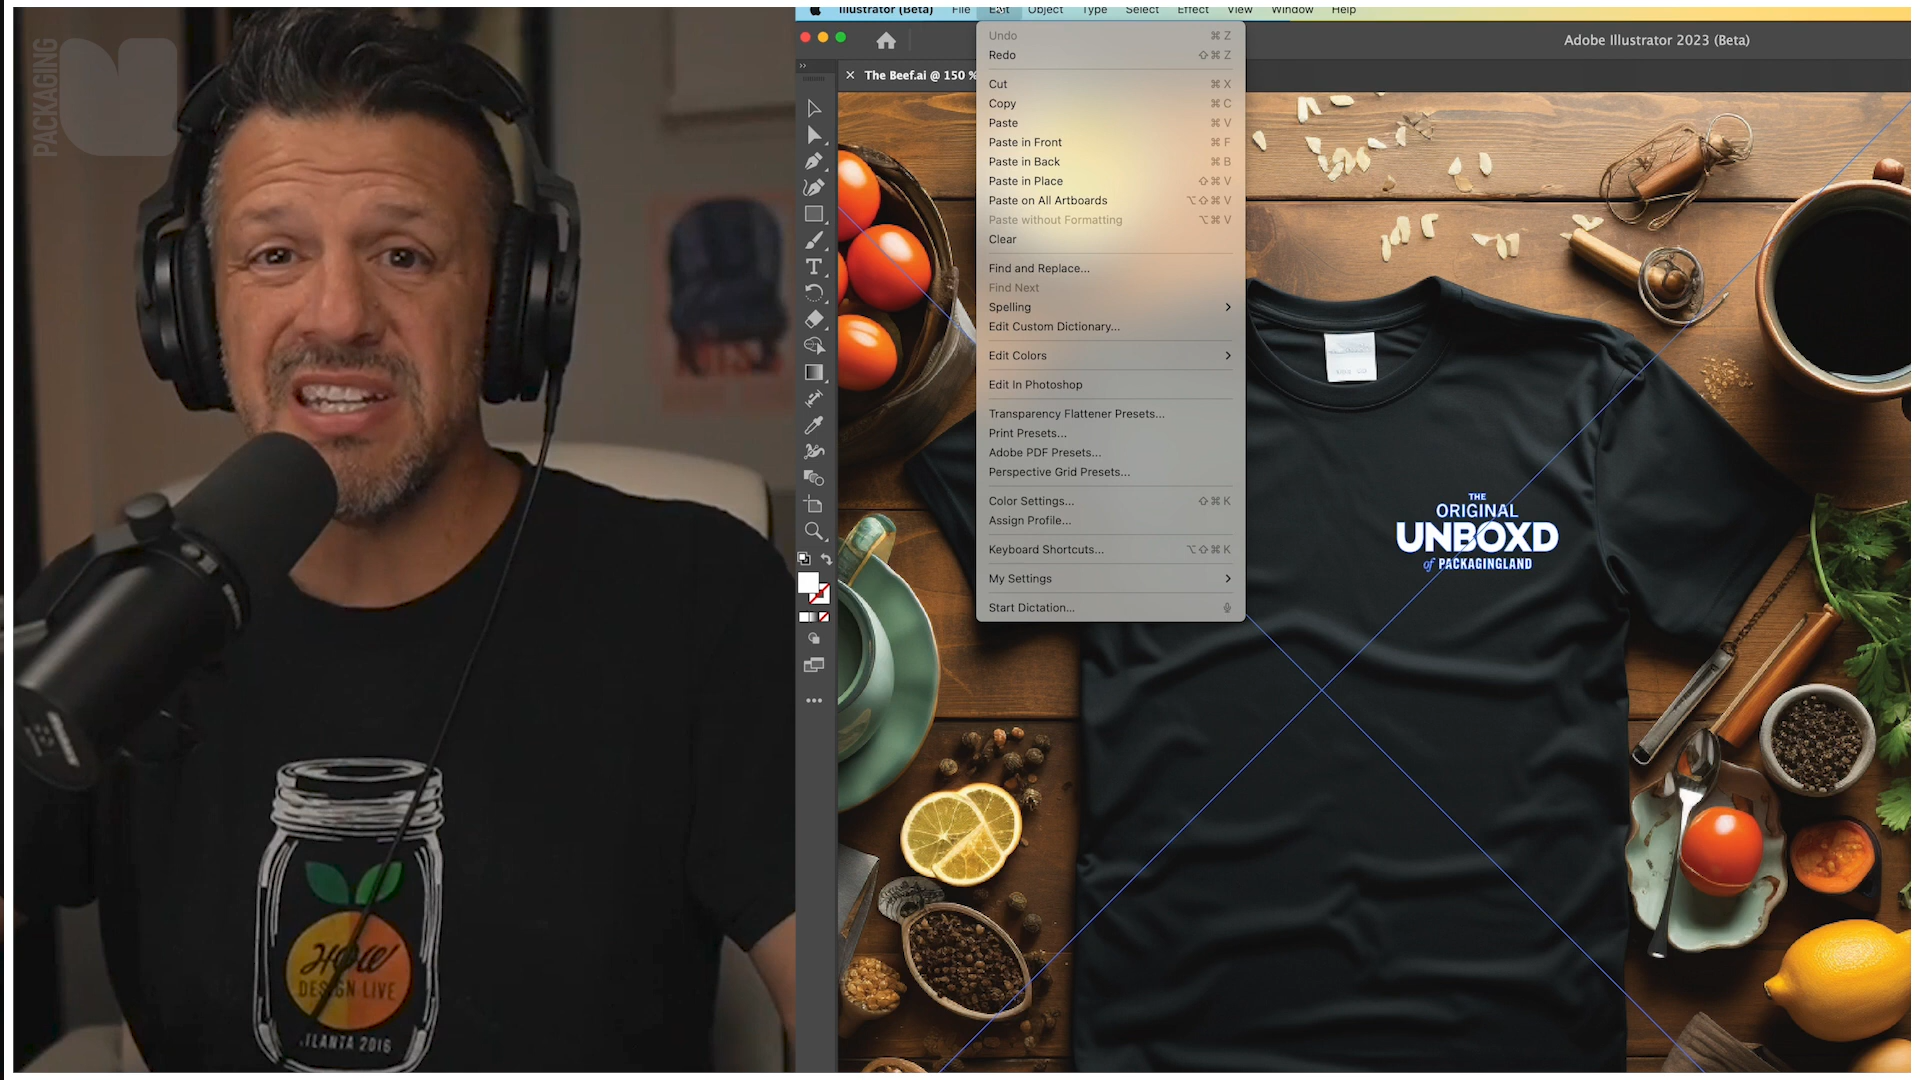 PACKAGING
Illustrator (Beta) File Edit Object Type Select Effect View Window Help
Adobe Illustrator 2023 (Beta)
The Beef.ai @ 150 %
Undo ⌘ Z
Redo ⇧ ⌘ Z
Cut ⌘ X
Copy ⌘ C
Paste ⌘ V
Paste in Front ⌘ F
Paste in Back ⌘ B
Paste in Place ⇧ ⌘ V
Paste on All Artboards ⌥ ⇧ ⌘ V
Paste without Formatting ⌥ ⌘ V
Clear
Find and Replace...
Find Next
Spelling
Edit Custom Dictionary...
Edit Colors
Edit In Photoshop
Transparency Flattener Presets...
Print Presets...
Adobe PDF Presets...
Perspective Grid Presets...
Color Settings... ⇧ ⌘ K
Assign Profile...
Keyboard Shortcuts... ⌥ ⇧ ⌘ K
My Settings
Start Dictation...
THE
ORIGINAL
UNBOXD
of PACKAGINGLAND
HOW
DESIGN LIVE
ATLANTA 2016